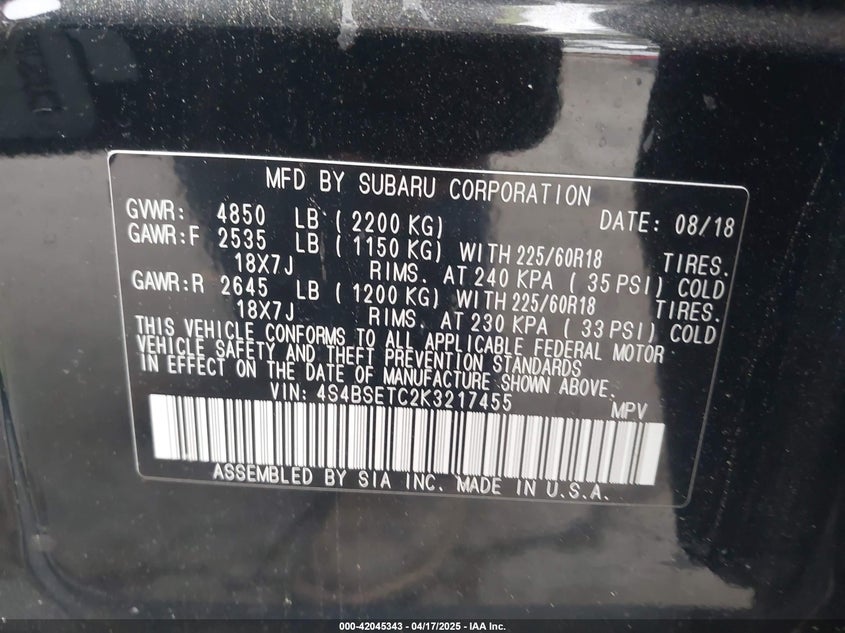 MFD BY SUBARU CORPORATION
GVWR: 4850 LB ( 2200 KG) DATE: 08/18
GAWR:F 2535 LB ( 1150 KG) WITH 225/60R18 TIRES.
18X7J RIMS. AT 240 KPA ( 35 PSI) COLD
GAWR:R 2645 LB ( 1200 KG) WITH 225/60R18 TIRES.
18X7J RIMS. AT 230 KPA ( 33 PSI) COLD
THIS VEHICLE CONFORMS TO ALL APPLICABLE FEDERAL MOTOR
VEHICLE SAFETY AND THEFT PREVENTION STANDARDS
IN EFFECT ON THE DATE OF MANUFACTURE SHOWN ABOVE.
VIN: 4S4BSETC2K3217455 MPV
ASSEMBLED BY SIA INC. MADE IN U.S.A.
000-42045343 - 04/17/2025 - IAA Inc.